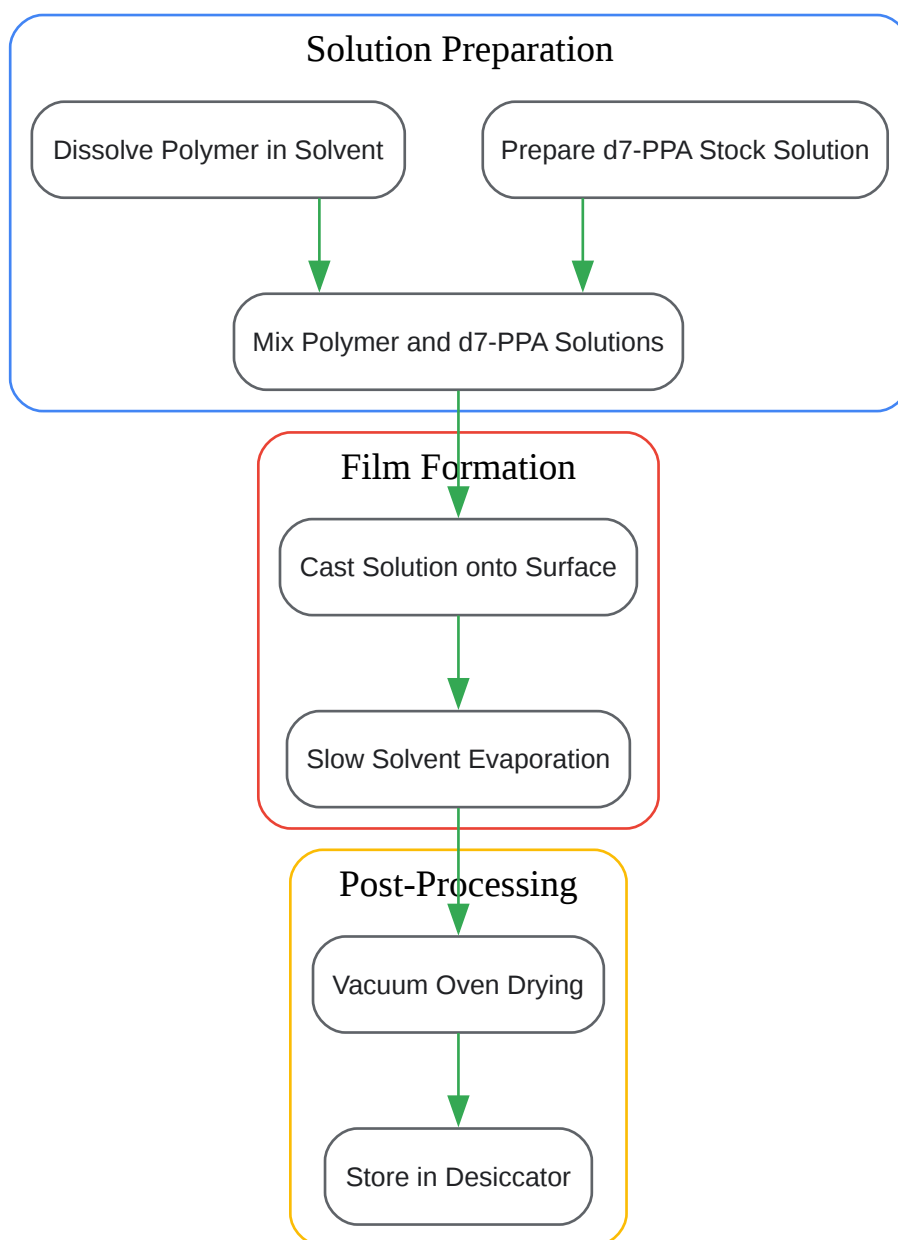 Solution Preparation
Dissolve Polymer in Solvent
Prepare d7-PPA Stock Solution
Mix Polymer and d7-PPA Solutions
Film Formation
Cast Solution onto Surface
Slow Solvent Evaporation
Post-Processing
Vacuum Oven Drying
Store in Desiccator